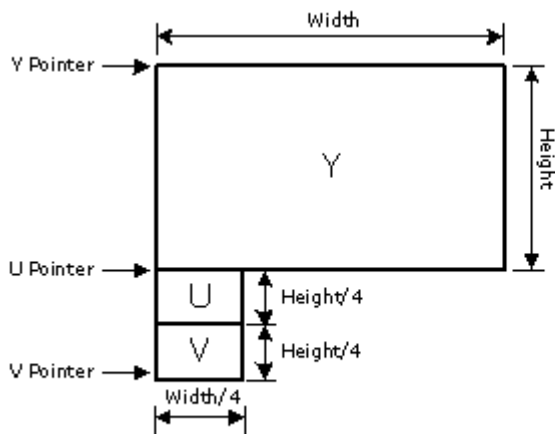 Width
Y Pointer
Y
Height
U Pointer
U
Height/4
V
Height/4
V Pointer
Width/4